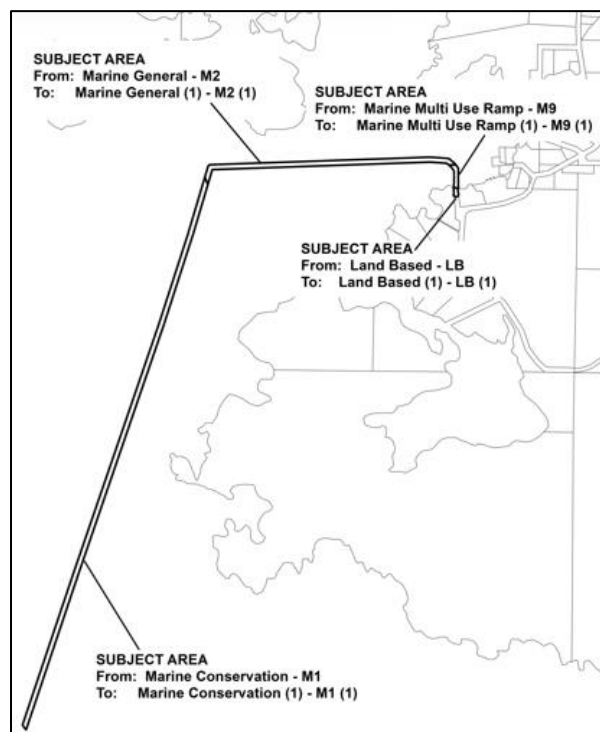 SUBJECT AREA
From: Marine General - M2
To: Marine General (1) - M2 (1)
SUBJECT AREA
From: Marine Multi Use Ramp - M9
To: Marine Multi Use Ramp (1) - M9 (1)
SUBJECT AREA
From: Land Based - LB
To: Land Based (1) - LB (1)
SUBJECT AREA
From: Marine Conservation - M1
To: Marine Conservation (1) - M1 (1)